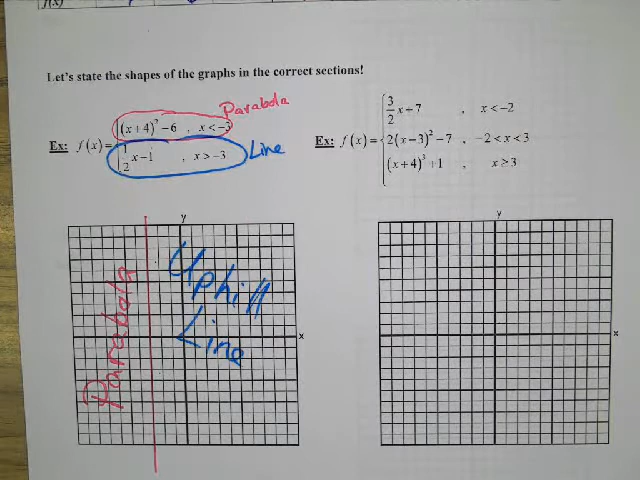 f(x)
Let's state the shapes of the graphs in the correct sections!
Parabola
Ex: f(x) = { (x+4)² − 6 , x < −3
1/2 x − 1 , x > −3
Line
Ex: f(x) = { 3/2 x + 7 , x < −2
2(x−3)² − 7 , −2 < x < 3
(x+4)³ + 1 , x ≥ 3
y
Parabola
Uphill
Line
x
y
x